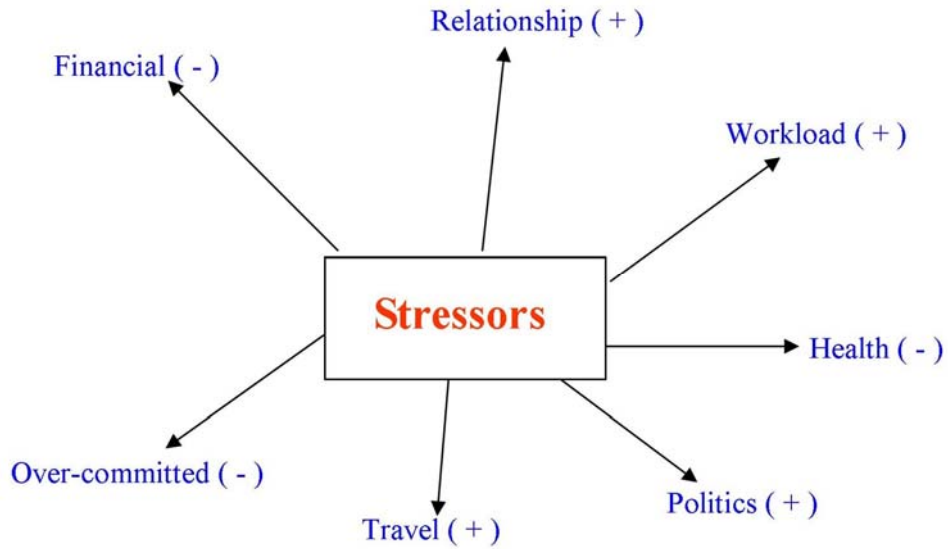 Relationship ( + )
Financial ( - )
Workload ( + )
Stressors
Health ( - )
Over-committed ( - )
Politics ( + )
Travel ( + )